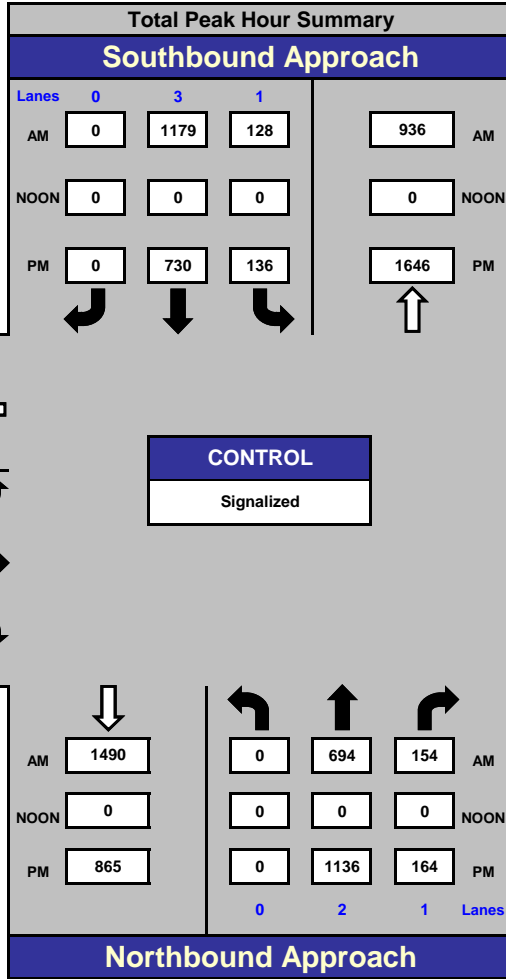 Total Peak Hour Summary
Southbound Approach
Lanes 0 3 1
AM 0 1179 128 936 AM
NOON 0 0 0 0 NOON
PM 0 730 136 1646 PM
CONTROL
Signalized
AM 1490 0 694 154 AM
NOON 0 0 0 0 NOON
PM 865 0 1136 164 PM
0 2 1 Lanes
Northbound Approach